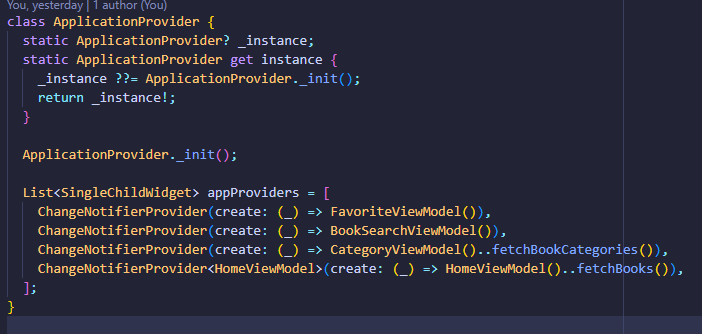 You, yesterday | 1 author (You)
class ApplicationProvider {
  static ApplicationProvider? _instance;
  static ApplicationProvider get instance {
    _instance ??= ApplicationProvider._init();
    return _instance!;
  }
  ApplicationProvider._init();
  List<SingleChildWidget> appProviders = [
    ChangeNotifierProvider(create: (_) => FavoriteViewModel()),
    ChangeNotifierProvider(create: (_) => BookSearchViewModel()),
    ChangeNotifierProvider(create: (_) => CategoryViewModel()..fetchBookCategories()),
    ChangeNotifierProvider<HomeViewModel>(create: (_) => HomeViewModel()..fetchBooks()),
  ];
}